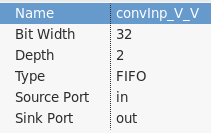 Name convInp_V_V
Bit Width 32
Depth 2
Type FIFO
Source Port in
Sink Port out